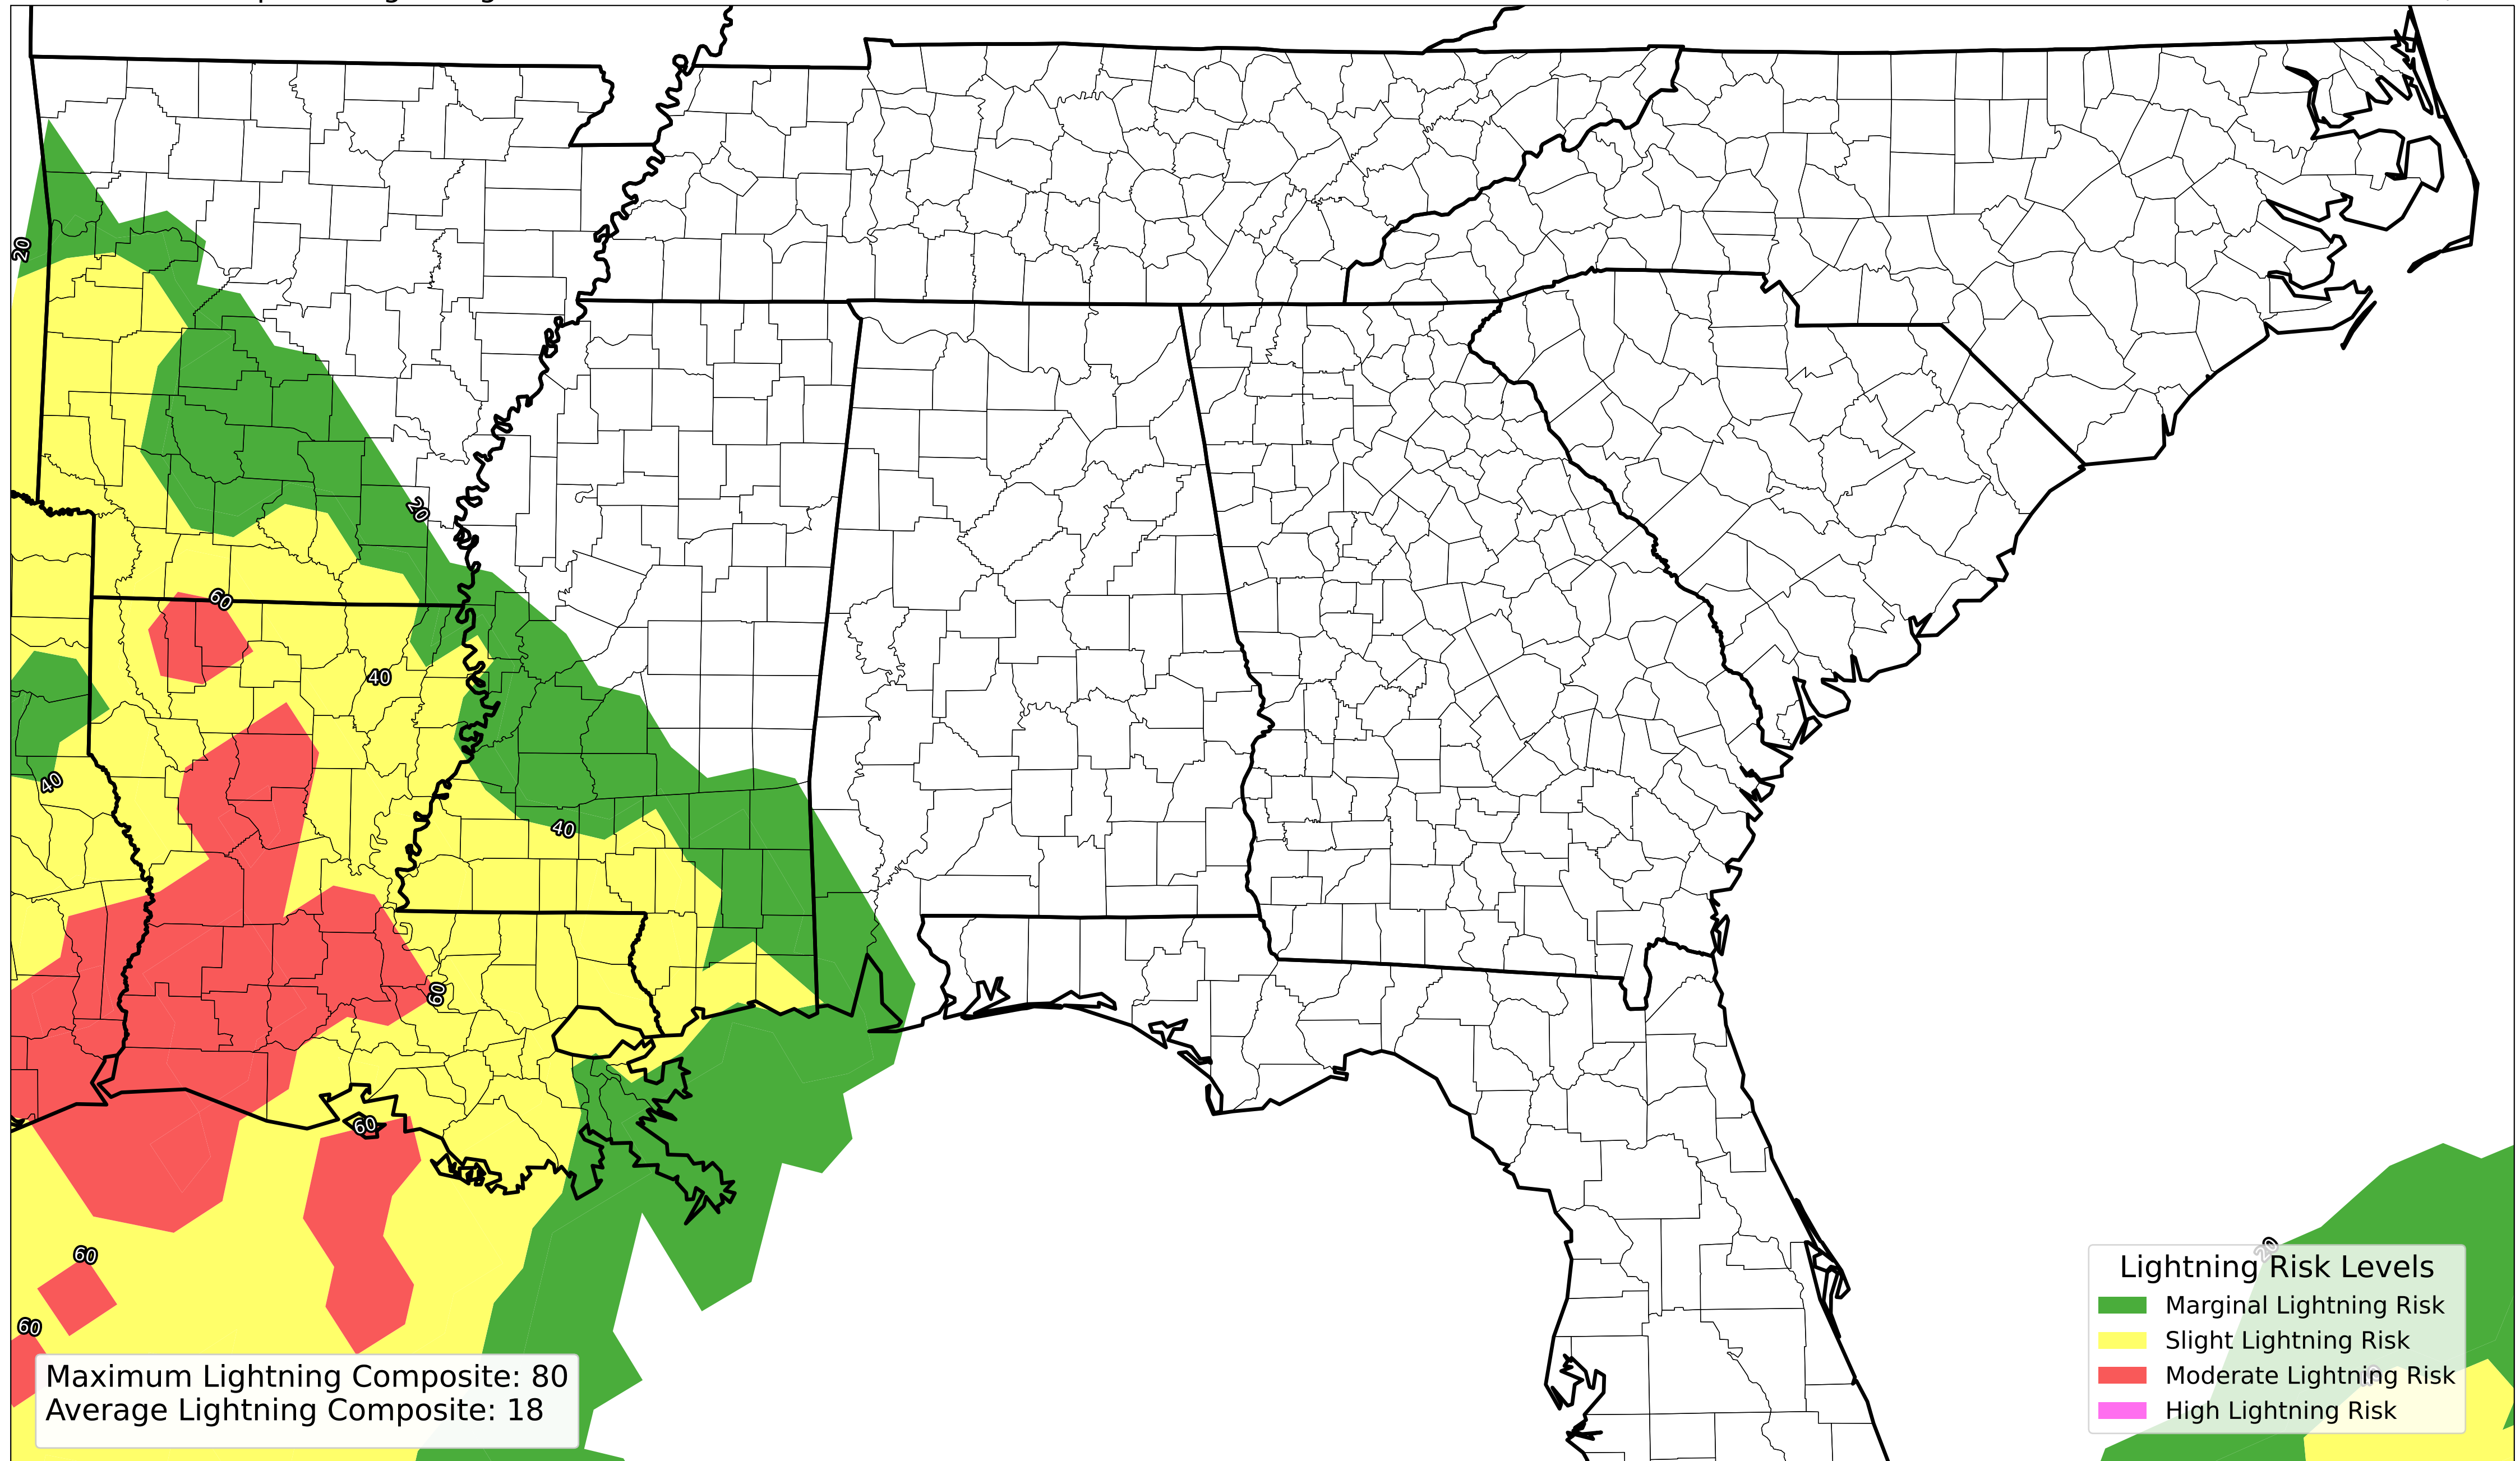 20
20
60
40
40
40
60
60
60
60
20
Maximum Lightning Composite: 80
Average Lightning Composite: 18
Lightning Risk Levels
Marginal Lightning Risk
Slight Lightning Risk
Moderate Lightning Risk
High Lightning Risk